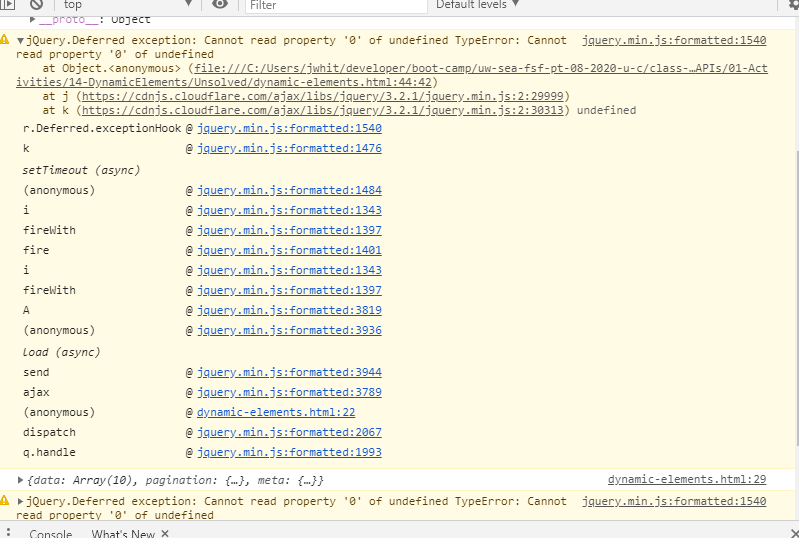 top
Filter
Default levels
__proto__: Object
jQuery.Deferred exception: Cannot read property '0' of undefined TypeError: Cannot jquery.min.js:formatted:1540
read property '0' of undefined
at Object.<anonymous> (file:///C:/Users/jwhit/developer/boot-camp/uw-sea-fsf-pt-08-2020-u-c/class-…APIs/01-Act
ivities/14-DynamicElements/Unsolved/dynamic-elements.html:44:42)
at j (https://cdnjs.cloudflare.com/ajax/libs/jquery/3.2.1/jquery.min.js:2:29999)
at k (https://cdnjs.cloudflare.com/ajax/libs/jquery/3.2.1/jquery.min.js:2:30313) undefined
r.Deferred.exceptionHook @ jquery.min.js:formatted:1540
k @ jquery.min.js:formatted:1476
setTimeout (async)
(anonymous) @ jquery.min.js:formatted:1484
i @ jquery.min.js:formatted:1343
fireWith @ jquery.min.js:formatted:1397
fire @ jquery.min.js:formatted:1401
i @ jquery.min.js:formatted:1343
fireWith @ jquery.min.js:formatted:1397
A @ jquery.min.js:formatted:3819
(anonymous) @ jquery.min.js:formatted:3936
load (async)
send @ jquery.min.js:formatted:3944
ajax @ jquery.min.js:formatted:3789
(anonymous) @ dynamic-elements.html:22
dispatch @ jquery.min.js:formatted:2067
q.handle @ jquery.min.js:formatted:1993
{data: Array(10), pagination: {…}, meta: {…}} dynamic-elements.html:29
jQuery.Deferred exception: Cannot read property '0' of undefined TypeError: Cannot jquery.min.js:formatted:1540
read property '0' of undefined
Console What's New